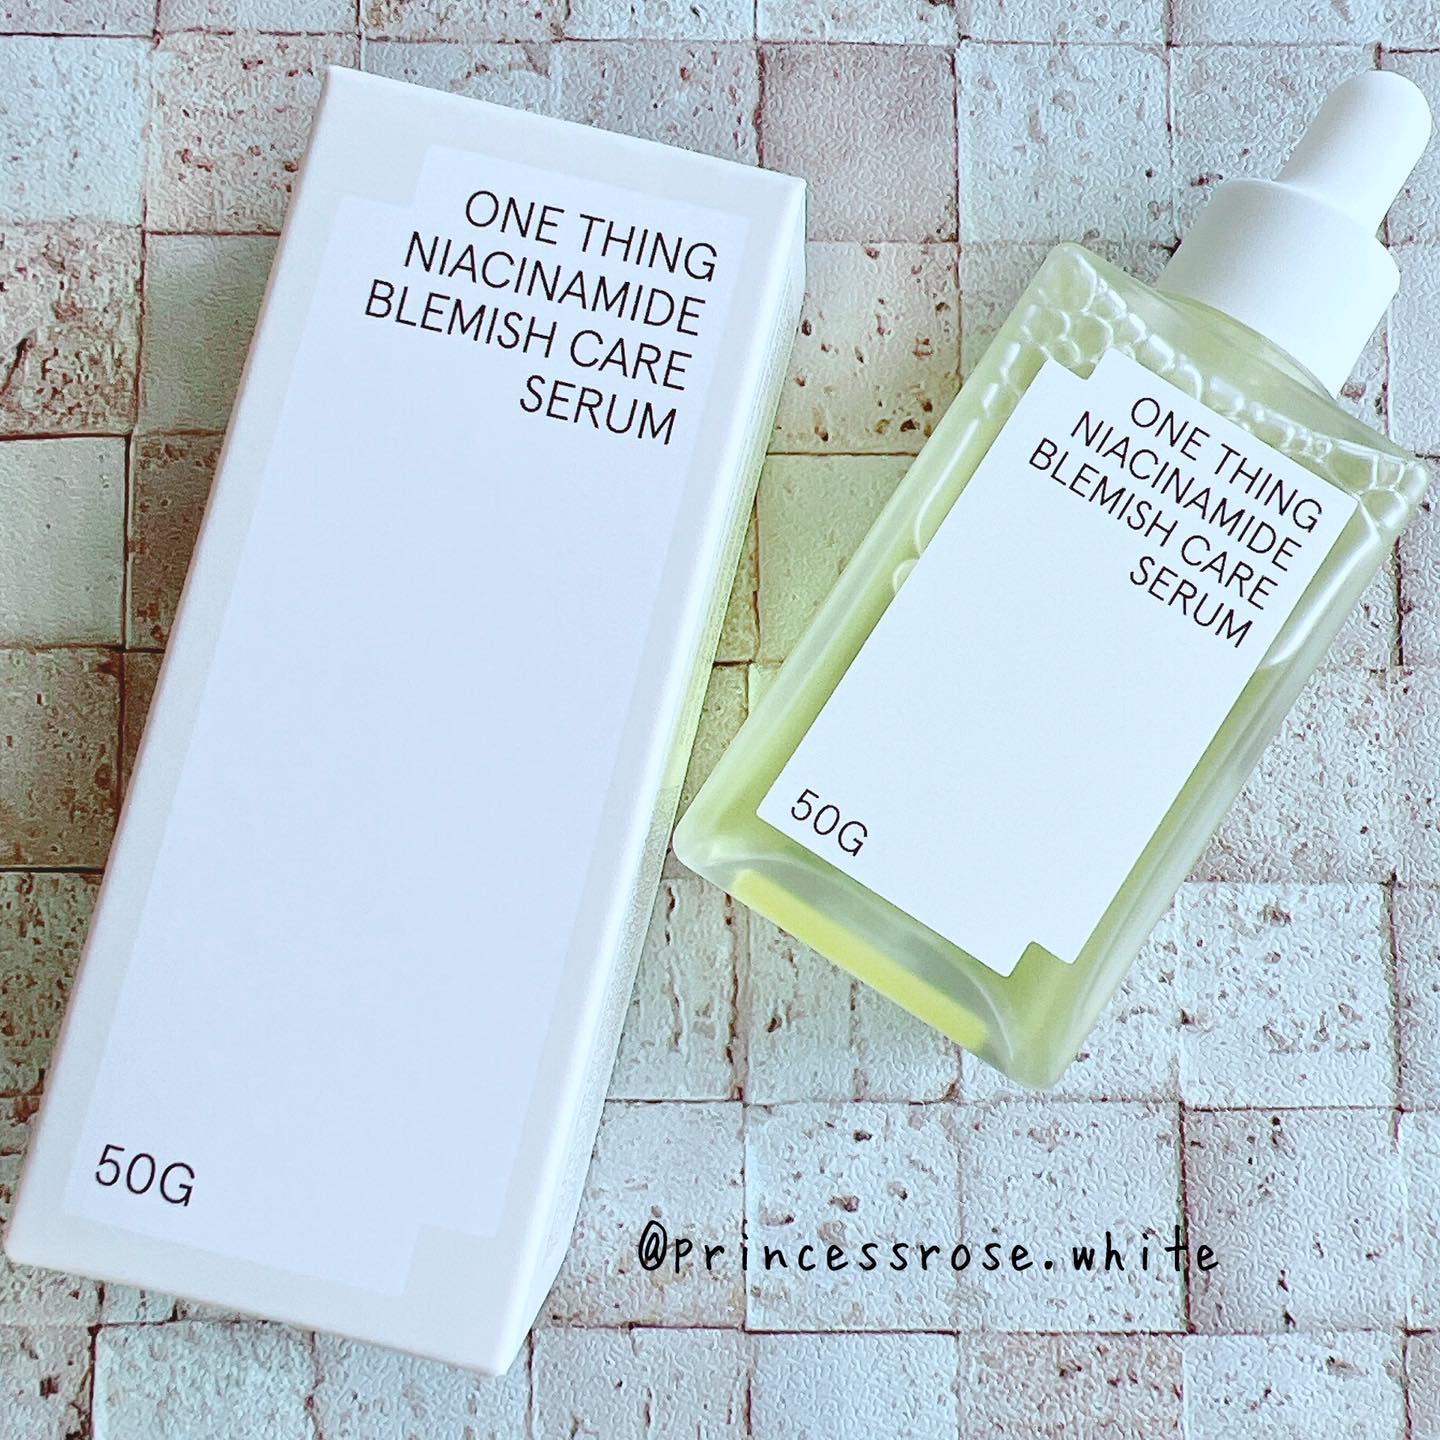 ONE THING
NIACINAMIDE
BLEMISH CARE
SERUM
50G
ONE THING
NIACINAMIDE
BLEMISH CARE
SERUM
50G
@princessrose.white